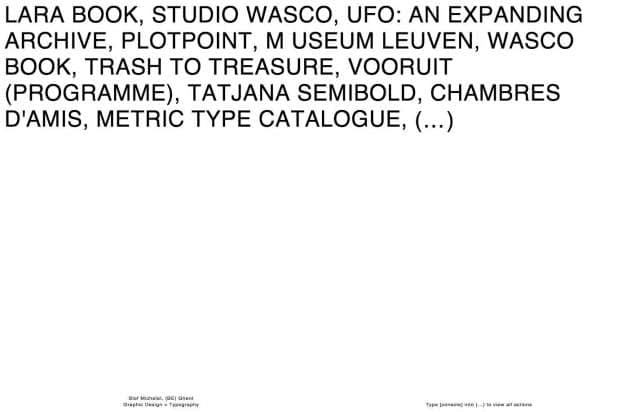 LARA BOOK, STUDIO WASCO, UFO: AN EXPANDING
ARCHIVE, PLOTPOINT, M USEUM LEUVEN, WASCO
BOOK, TRASH TO TREASURE, VOORUIT
(PROGRAMME), TATJANA SEMIBOLD, CHAMBRES
D'AMIS, METRIC TYPE CATALOGUE, (...)
Stef Michelet, (BE) Ghent
Graphic Design + Typography
Type [console] into (...) to view all actions